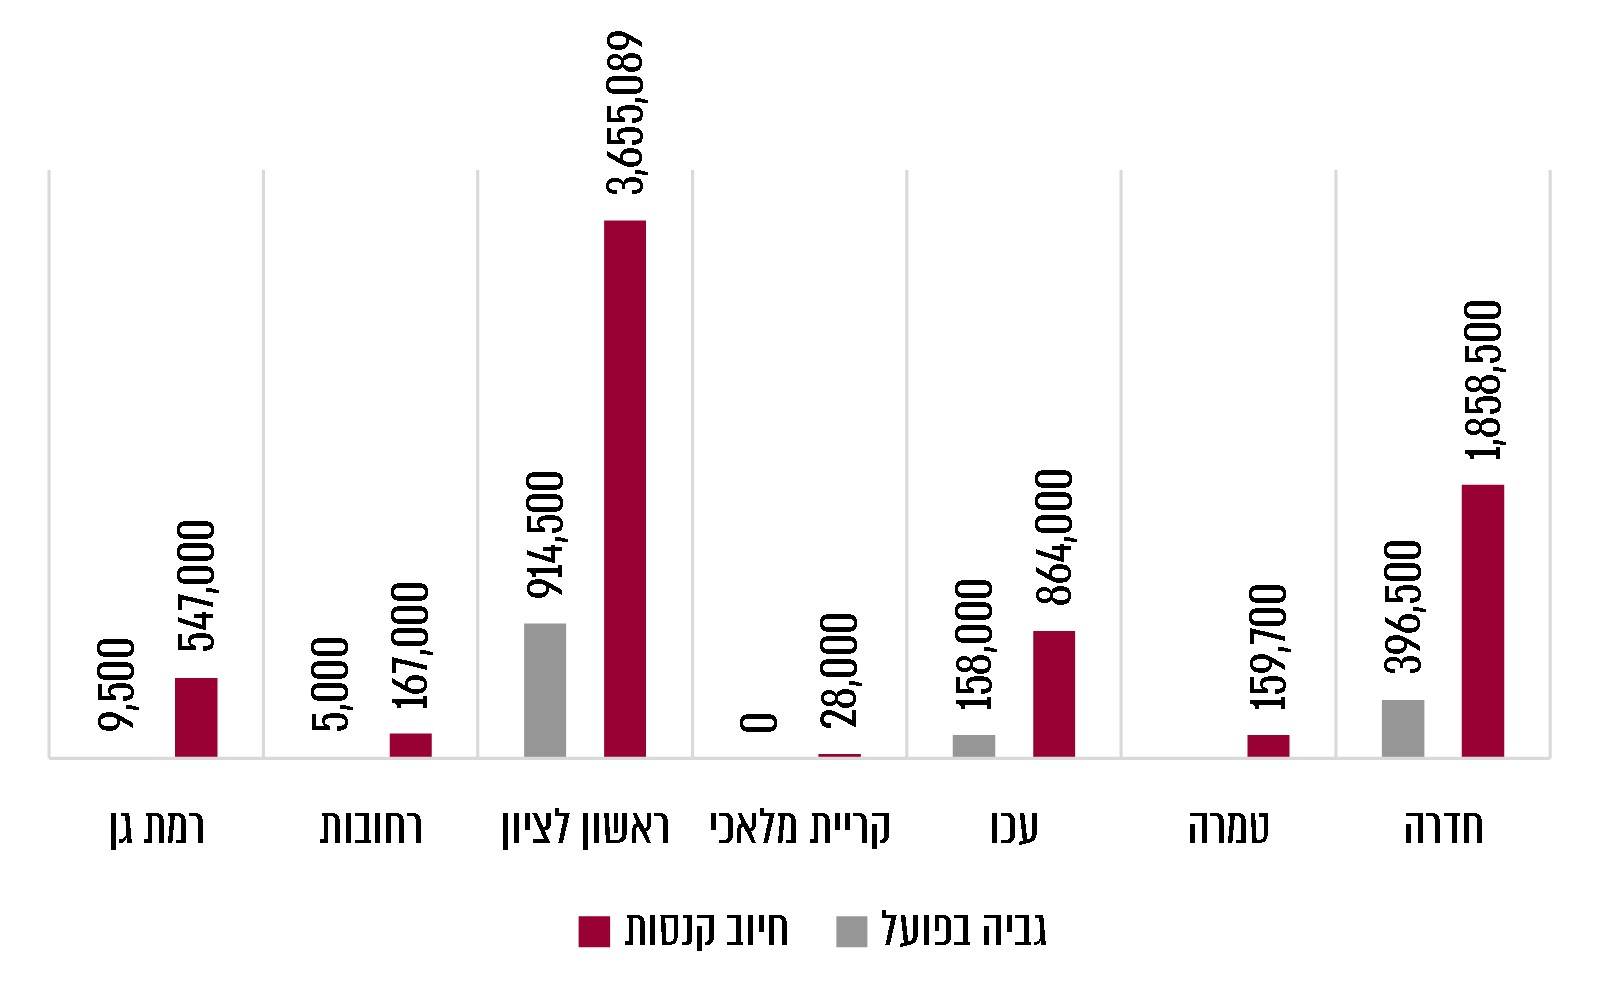 3,655,089
1,858,500
914,500
864,000
547,000
396,500
158,000
167,000
159,700
28,000
9,500
5,000
0
חדרה
טמרה
עכו
קריית מלאכי
ראשון לציון
רחובות
רמת גן
גביה בפועל
חיוב קנסות